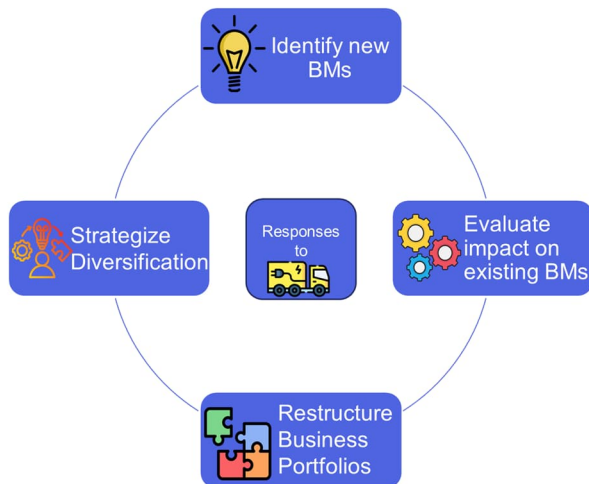 Identify new
BMs
Strategize
Diversification
Responses
to
Evaluate
impact on
existing BMs
Restructure
Business
Portfolios